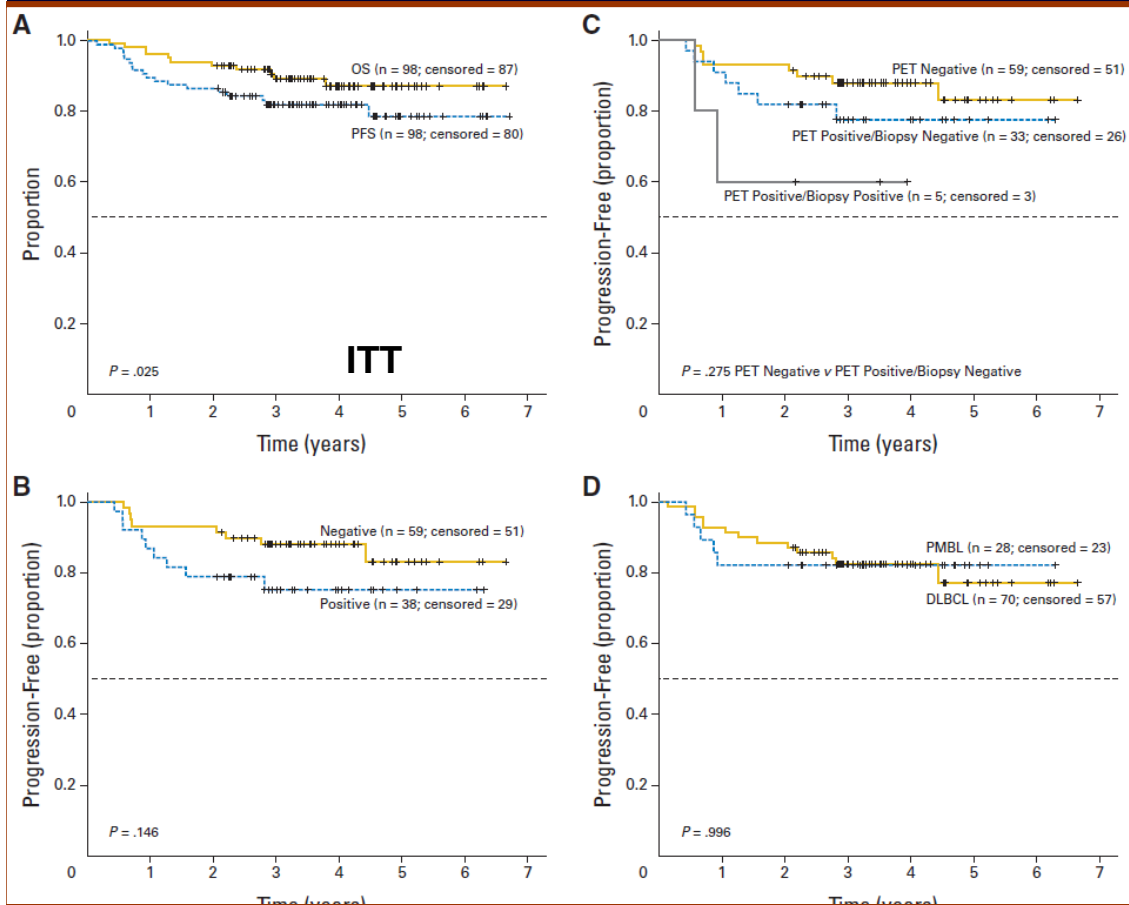 A
1.0
0.8
0.6
0.4
0.2
0
Proportion
OS (n = 98; censored = 87)
PFS (n = 98; censored = 80)
P = .025
ITT
1 2 3 4 5 6 7
Time (years)
C
1.0
0.8
0.6
0.4
0.2
0
Progression-Free (proportion)
PET Negative (n = 59; censored = 51)
PET Positive/Biopsy Negative (n = 33; censored = 26)
PET Positive/Biopsy Positive (n = 5; censored = 3)
P = .275 PET Negative v PET Positive/Biopsy Negative
1 2 3 4 5 6 7
Time (years)
B
1.0
0.8
0.6
0.4
0.2
0
Progression-Free (proportion)
Negative (n = 59; censored = 51)
Positive (n = 38; censored = 29)
P = .146
1 2 3 4 5 6 7
Time (years)
D
1.0
0.8
0.6
0.4
0.2
0
Progression-Free (proportion)
PMBL (n = 28; censored = 23)
DLBCL (n = 70; censored = 57)
P = .996
1 2 3 4 5 6 7
Time (years)